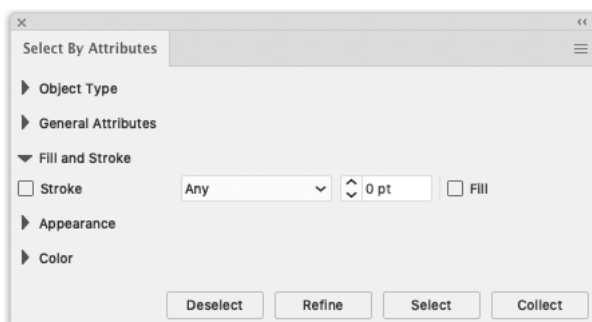 Select By Attributes
Object Type
General Attributes
Fill and Stroke
Stroke Any 0 pt Fill
Appearance
Color
Deselect Refine Select Collect